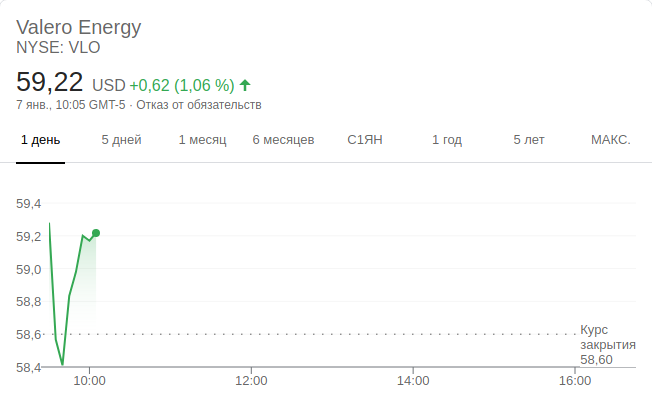 Valero Energy
NYSE: VLO
59,22 USD +0,62 (1,06 %)
7 янв., 10:05 GMT-5 · Отказ от обязательств
1 день 5 дней 1 месяц 6 месяцев С1ЯН 1 год 5 лет МАКС.
59,4
59,2
59,0
58,8
58,6
58,4
Курс
закрытия
58,60
10:00 12:00 14:00 16:00